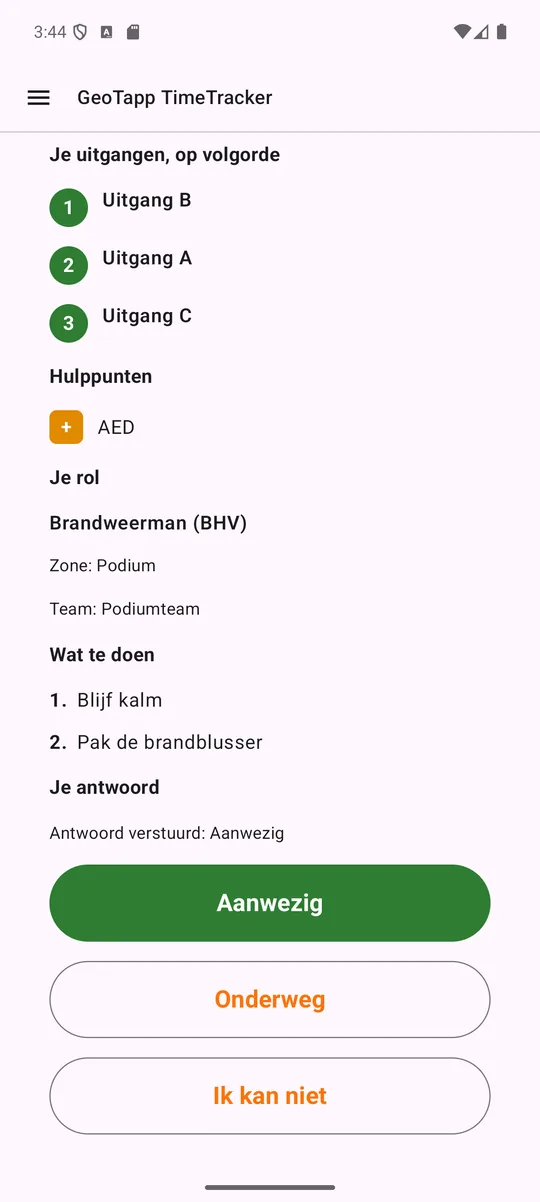 3:44
GeoTapp TimeTracker
Je uitgangen, op volgorde
1 Uitgang B
2 Uitgang A
3 Uitgang C
Hulppunten
+ AED
Je rol
Brandweerman (BHV)
Zone: Podium
Team: Podiumteam
Wat te doen
1. Blijf kalm
2. Pak de brandblusser
Je antwoord
Antwoord verstuurd: Aanwezig
Aanwezig
Onderweg
Ik kan niet